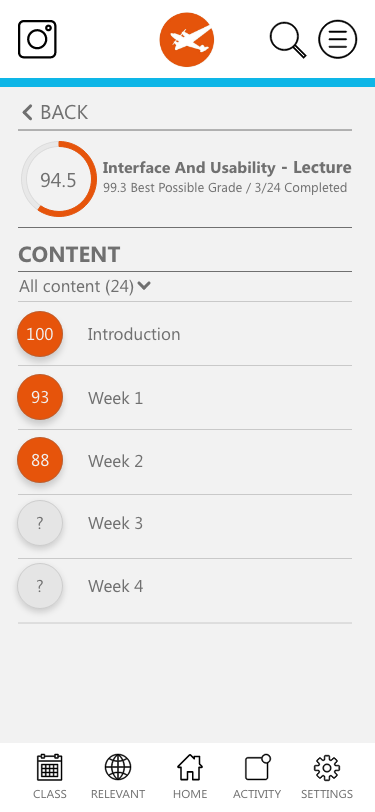 BACK
94.5
Interface And Usability - Lecture
99.3 Best Possible Grade / 3/24 Completed
CONTENT
All content (24)
100 Introduction
93 Week 1
88 Week 2
? Week 3
? Week 4
CLASS RELEVANT HOME ACTIVITY SETTINGS